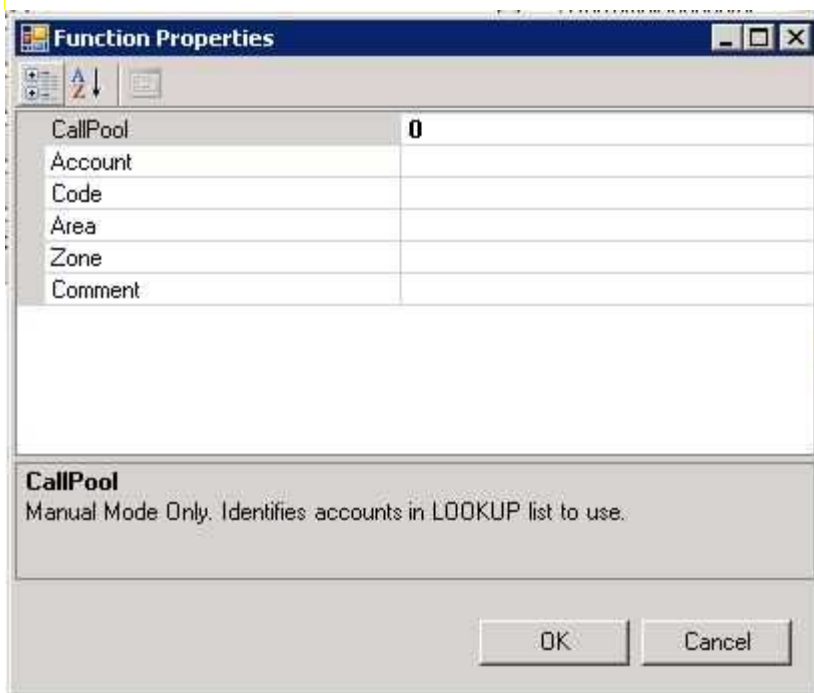 Function Properties
CallPool 0
Account
Code
Area
Zone
Comment
CallPool
Manual Mode Only. Identifies accounts in LOOKUP list to use.
OK Cancel